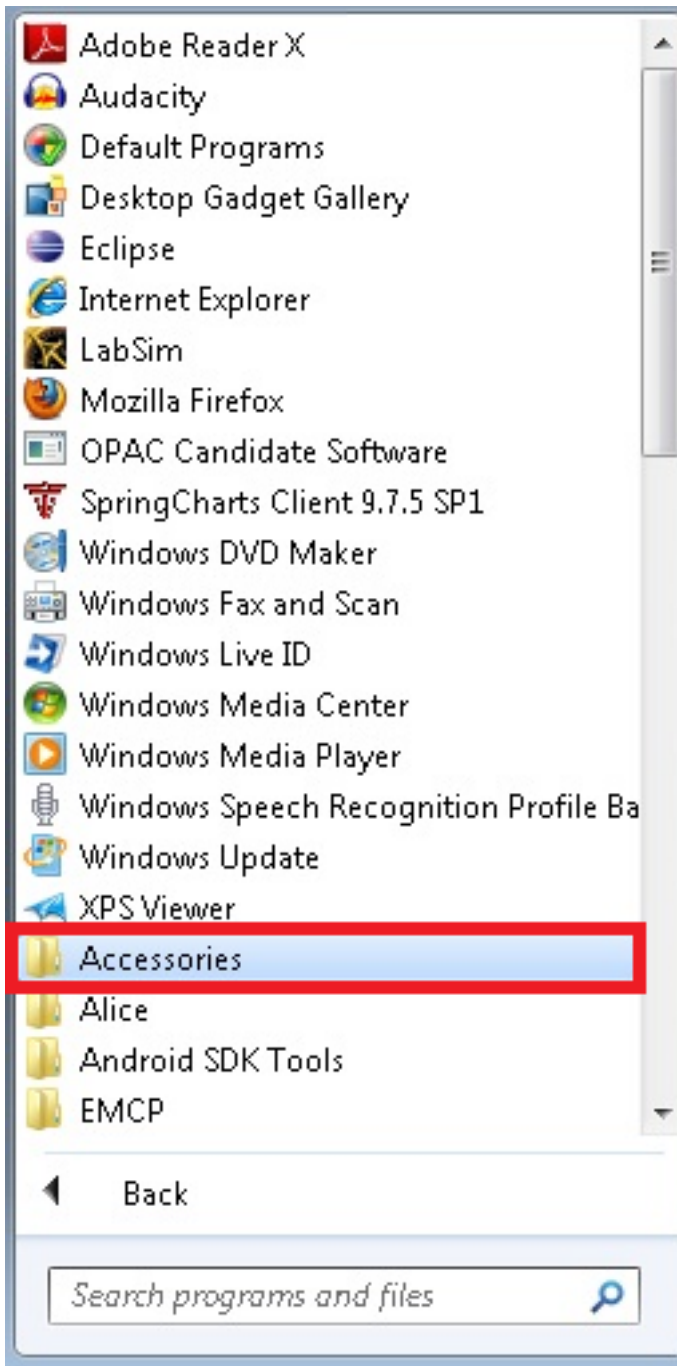 Adobe Reader X
Audacity
Default Programs
Desktop Gadget Gallery
Eclipse
Internet Explorer
LabSim
Mozilla Firefox
OPAC Candidate Software
SpringCharts Client 9.7.5 SP1
Windows DVD Maker
Windows Fax and Scan
Windows Live ID
Windows Media Center
Windows Media Player
Windows Speech Recognition Profile Ba
Windows Update
XPS Viewer
Accessories
Alice
Android SDK Tools
EMCP
Back
Search programs and files